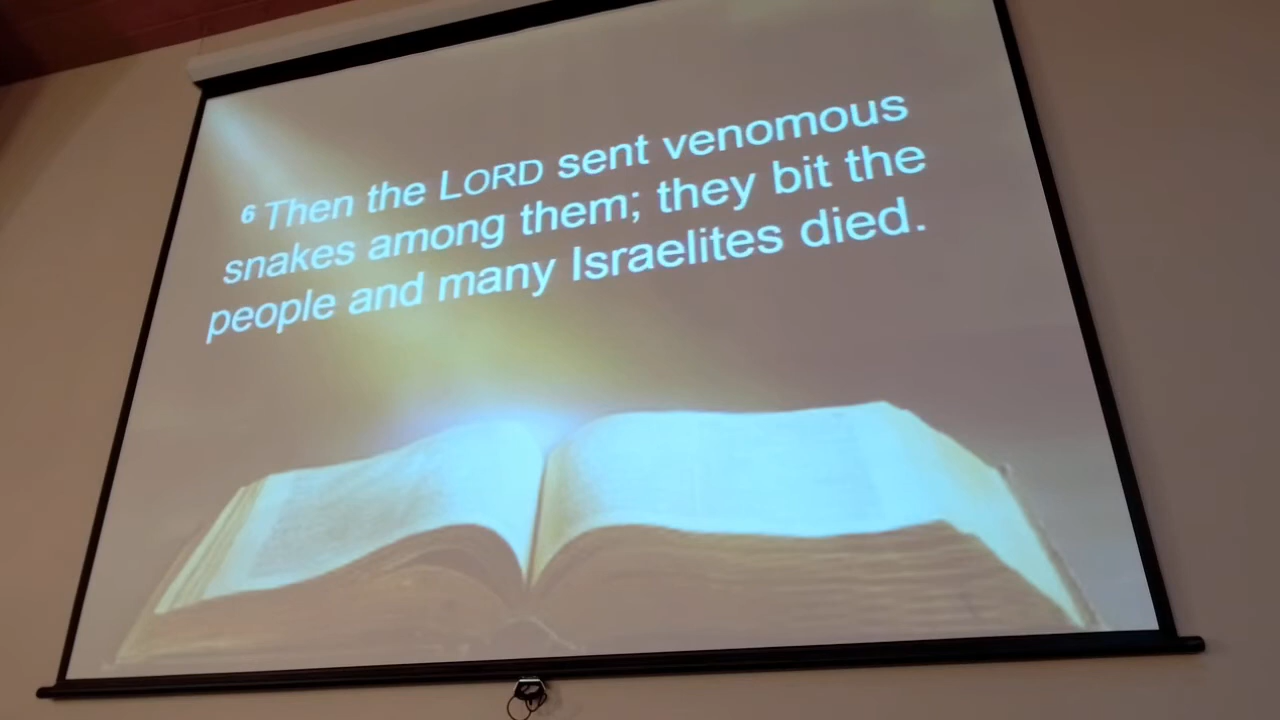 6 Then the LORD sent venomous
snakes among them; they bit the
people and many Israelites died.